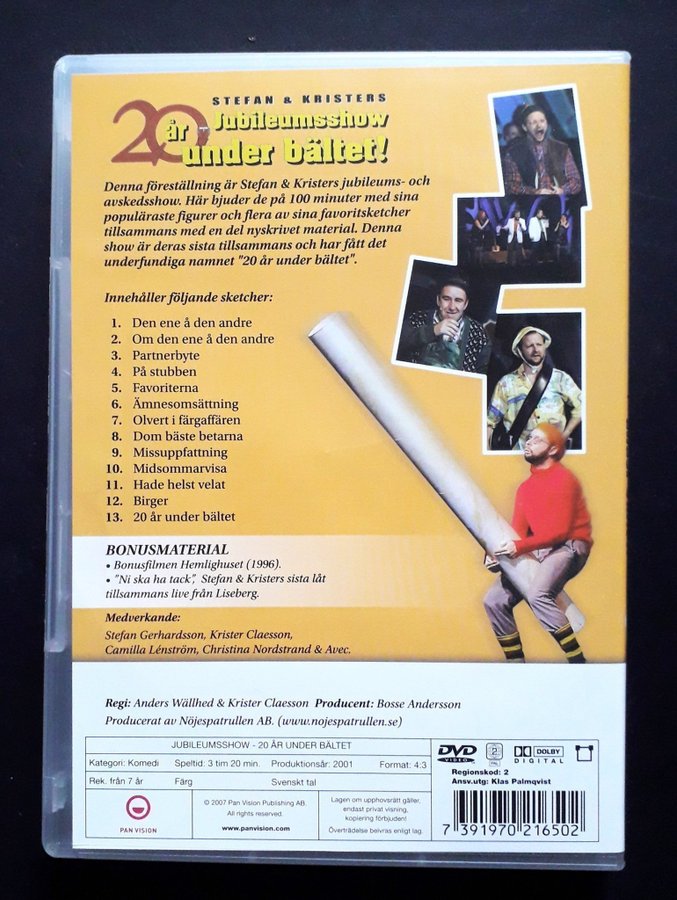 STEFAN & KRISTERS
20 år - Jubileumsshow
under bältet!
Denna föreställning är Stefan & Kristers jubileums- och
avskedsshow. Här bjuder de på 100 minuter med sina
populäraste figurer och flera av sina favoritsketcher
tillsammans med en del nyskrivet material. Denna
show är deras sista tillsammans och har fått det
underfundiga namnet "20 år under bältet".
Innehåller följande sketcher:
1. Den ene å den andre
2. Om den ene å den andre
3. Partnerbyte
4. På stubben
5. Favoriterna
6. Ämnesomsättning
7. Olvert i färgaffären
8. Dom bäste betarna
9. Missuppfattning
10. Midsommarvisa
11. Hade helst velat
12. Birger
13. 20 år under bältet
BONUSMATERIAL
• Bonusfilmen Hemlighuset (1996).
• "Ni ska ha tack", Stefan & Kristers sista låt
tillsammans live från Liseberg.
Medverkande:
Stefan Gerhardsson, Krister Claesson,
Camilla Lénström, Christina Nordstrand & Avec.
Regi: Anders Wällhed & Krister Claesson Producent: Bosse Andersson
Producerat av Nöjespatrullen AB. (www.nojespatrullen.se)
JUBILEUMSSHOW - 20 ÅR UNDER BÄLTET
Kategori: Komedi Speltid: 3 tim 20 min. Produktionsår: 2001 Format: 4:3
Rek. från 7 år Färg Svenskt tal
PAN VISION
© 2007 Pan Vision Publishing AB.
All rights reserved.
www.panvision.com
Lagen om upphovsrätt gäller,
endast privat visning,
kopiering förbjuden!
Överträdelse beivras enligt lag.
DVD VIDEO 2 PAL DOLBY DIGITAL
Regionskod: 2
Ansv.utg: Klas Palmqvist
7 391970 216502